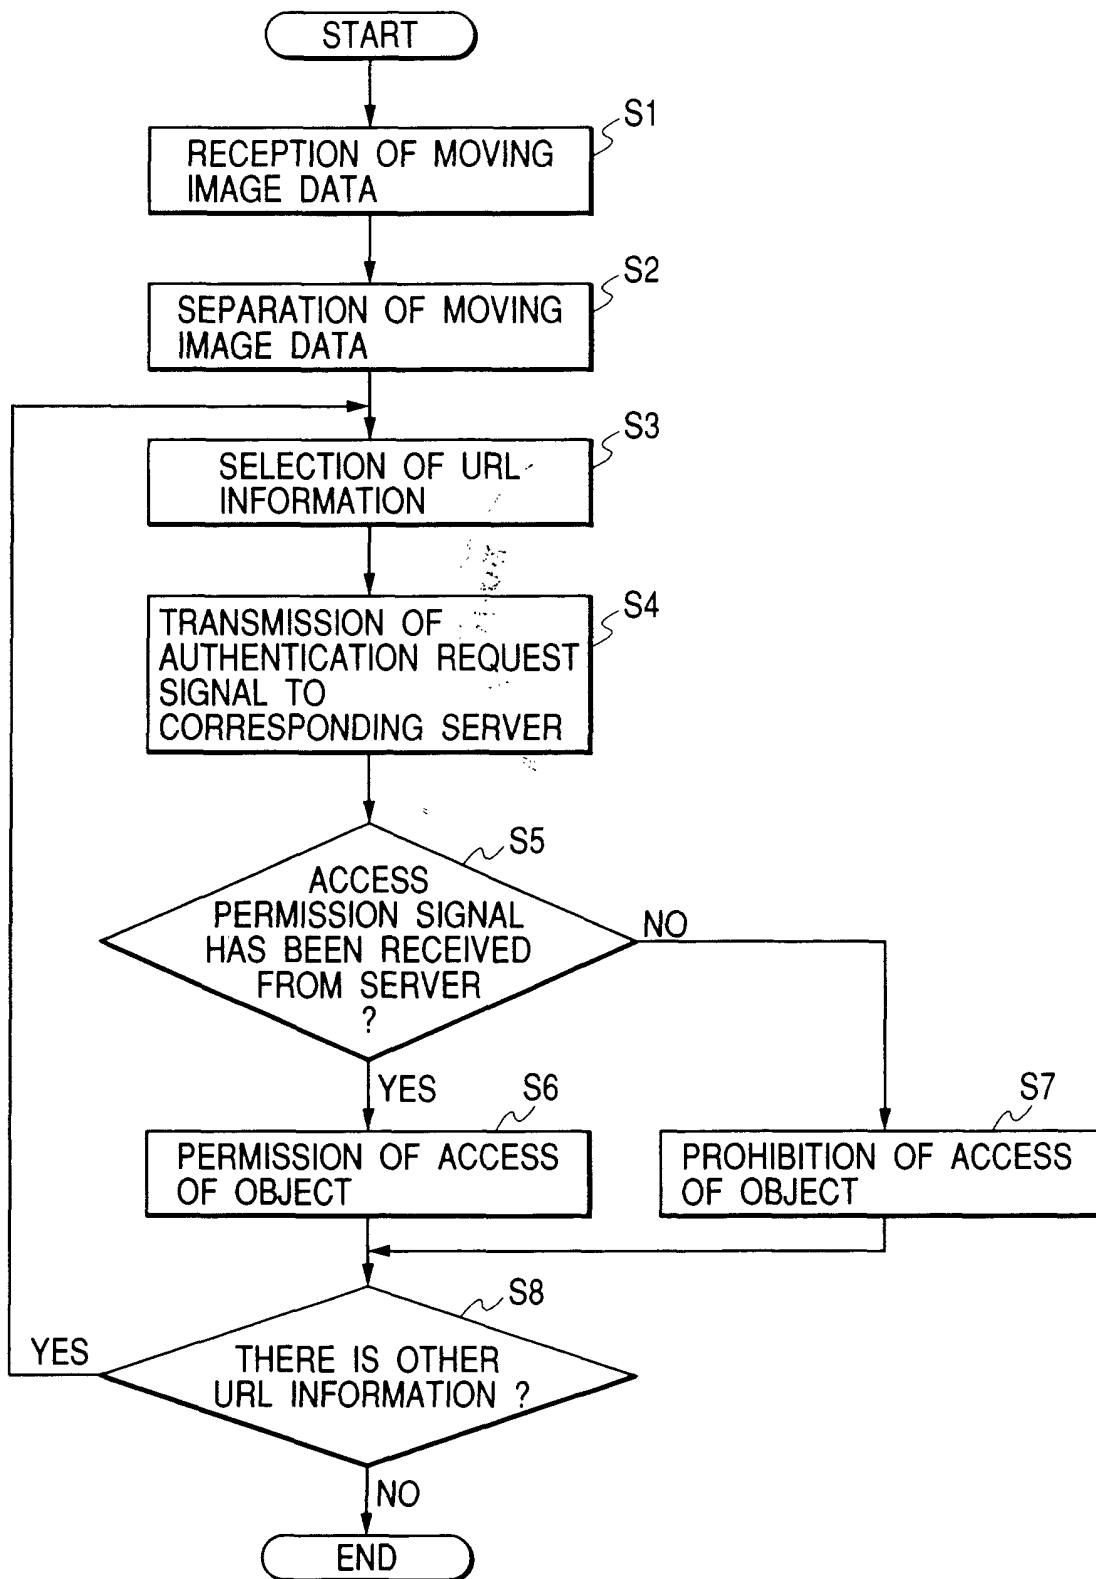 START
S1
RECEPTION OF MOVING
IMAGE DATA
S2
SEPARATION OF MOVING
IMAGE DATA
S3
SELECTION OF URL
INFORMATION
S4
TRANSMISSION OF
AUTHENTICATION REQUEST
SIGNAL TO
CORRESPONDING SERVER
S5
ACCESS
PERMISSION SIGNAL
HAS BEEN RECEIVED
FROM SERVER
?
NO
YES
S6
PERMISSION OF ACCESS
OF OBJECT
S7
PROHIBITION OF ACCESS
OF OBJECT
S8
THERE IS OTHER
URL INFORMATION ?
YES
NO
END